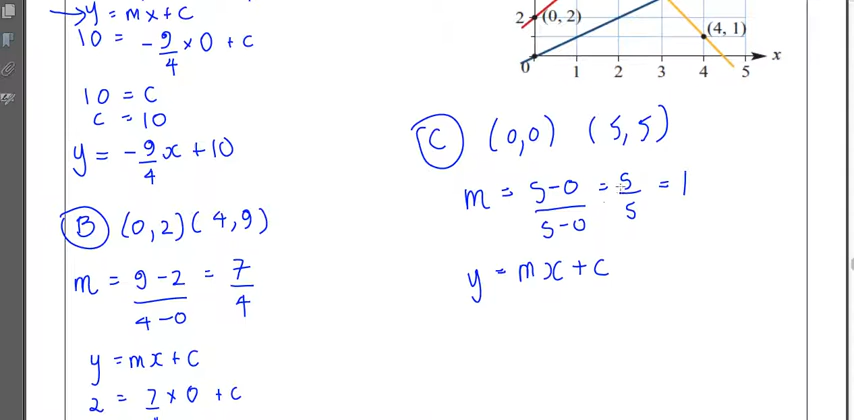 → y = mx + c
10 = -9/4 × 0 + c
10 = c
c = 10
y = -9/4 x + 10
B (0, 2) (4, 9)
m = 9 - 2 / 4 - 0 = 7/4
y = mx + c
2 = 7/ × 0 + c
2 (0, 2)
(4, 1)
0 1 2 3 4 5 x
C (0,0) (5,5)
m = 5-0 / 5-0 = 5/5 = 1
y = mx + c